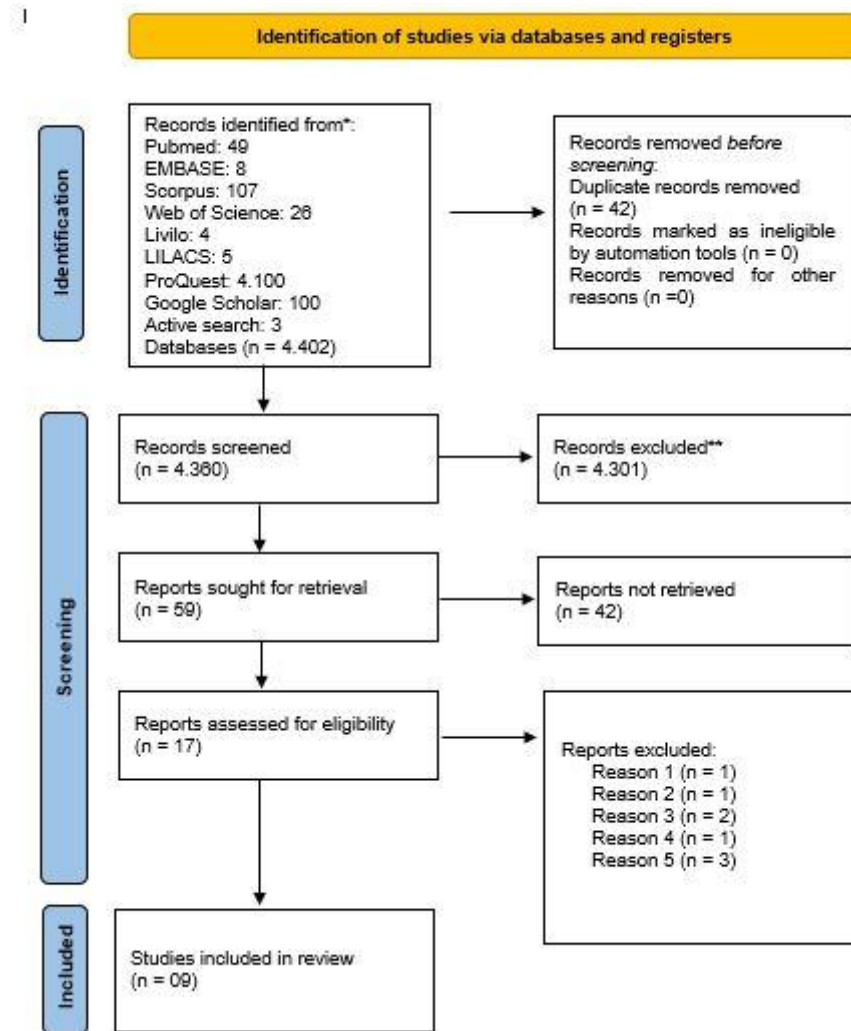 I
Identification of studies via databases and registers
Identification
Records identified from*:
Pubmed: 49
EMBASE: 8
Scorpus: 107
Web of Science: 26
Livilo: 4
LILACS: 5
ProQuest: 4.100
Google Scholar: 100
Active search: 3
Databases (n = 4.402)
Records removed before
screening:
Duplicate records removed
(n = 42)
Records marked as ineligible
by automation tools (n = 0)
Records removed for other
reasons (n =0)
Screening
Records screened
(n = 4.360)
Records excluded**
(n = 4.301)
Reports sought for retrieval
(n = 59)
Reports not retrieved
(n = 42)
Reports assessed for eligibility
(n = 17)
Reports excluded:
Reason 1 (n = 1)
Reason 2 (n = 1)
Reason 3 (n = 2)
Reason 4 (n = 1)
Reason 5 (n = 3)
Included
Studies included in review
(n = 09)